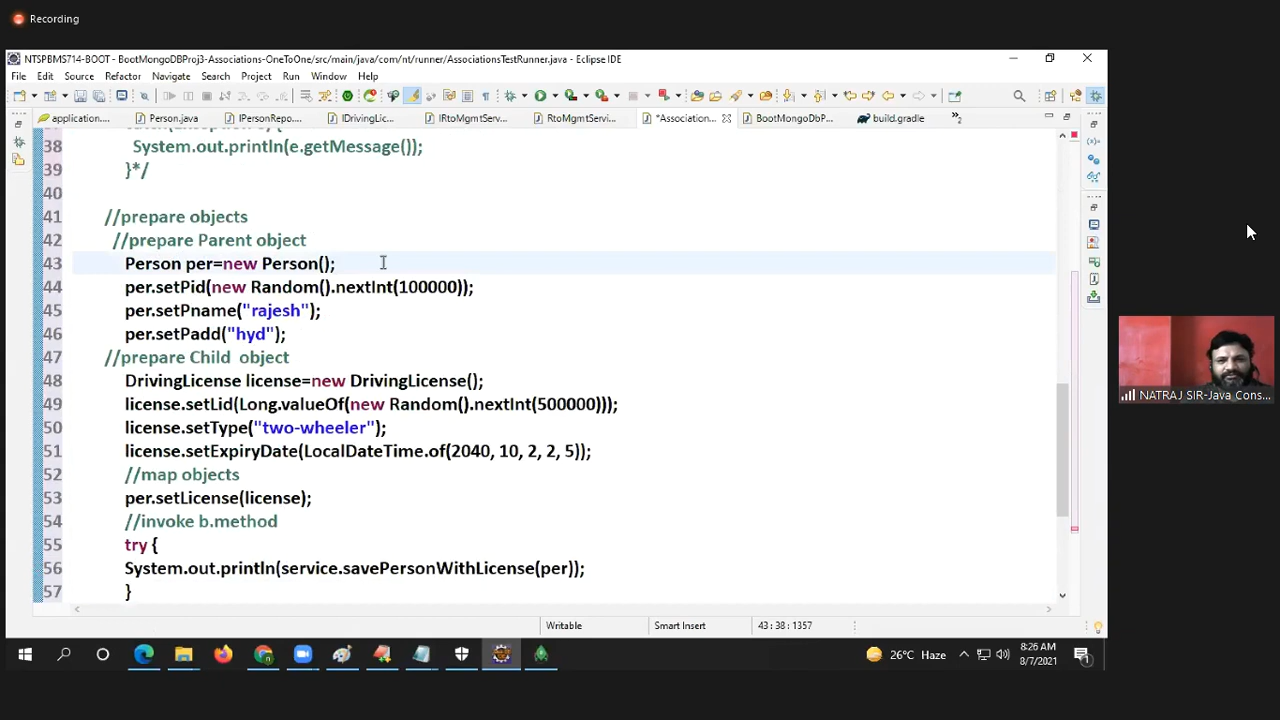 Recording
NTSPBMS714-BOOT - BootMongoDBProj3-Associations-OneToOne/src/main/java/com/nt/runner/AssociationsTestRunner.java - Eclipse IDE
File Edit Source Refactor Navigate Search Project Run Window Help
application.... Person.java IPersonRepo.... IDrivingLic... IRtoMgmtServ... RtoMgmtServi... *Association... BootMongoDbP... build.gradle
38 System.out.println(e.getMessage());
39 }*/
40
41 //prepare objects
42 //prepare Parent object
43 Person per=new Person();
44 per.setPid(new Random().nextInt(100000));
45 per.setPname("rajesh");
46 per.setPadd("hyd");
47 //prepare Child object
48 DrivingLicense license=new DrivingLicense();
49 license.setLid(Long.valueOf(new Random().nextInt(500000)));
50 license.setType("two-wheeler");
51 license.setExpiryDate(LocalDateTime.of(2040, 10, 2, 2, 5));
52 //map objects
53 per.setLicense(license);
54 //invoke b.method
55 try {
56 System.out.println(service.savePersonWithLicense(per));
57 }
NATRAJ SIR-Java Cons...
Writable Smart Insert 43 : 38 : 1357
26°C Haze
8:26 AM
8/7/2021